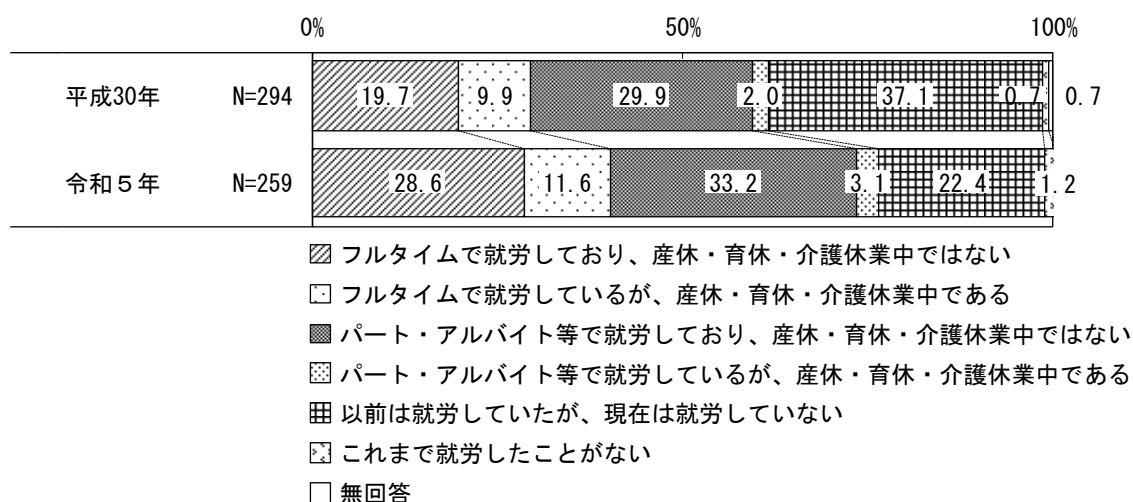 0% 50% 100%
平成30年 N=294 19.7 9.9 29.9 2.0 37.1 0.7 0.7
令和５年 N=259 28.6 11.6 33.2 3.1 22.4 1.2
フルタイムで就労しており、産休・育休・介護休業中ではない
フルタイムで就労しているが、産休・育休・介護休業中である
パート・アルバイト等で就労しており、産休・育休・介護休業中ではない
パート・アルバイト等で就労しているが、産休・育休・介護休業中である
以前は就労していたが、現在は就労していない
これまで就労したことがない
無回答